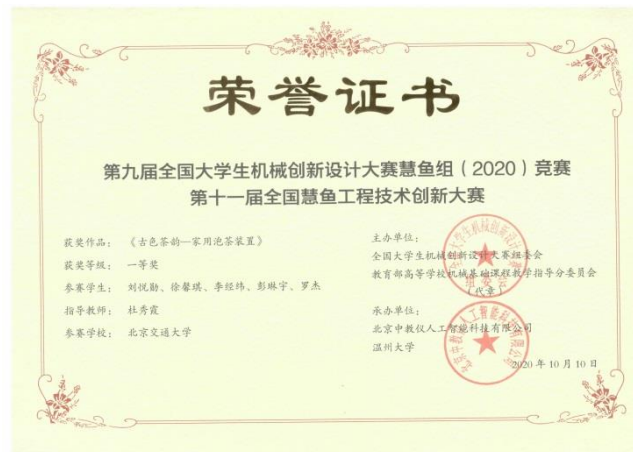 荣誉证书
第九届全国大学生机械创新设计大赛慧鱼组（2020）竞赛
第十一届全国慧鱼工程技术创新大赛
获奖作品：《古色茶韵—家用泡茶装置》
获奖等级：一等奖
参赛学生：刘悦勤、徐馨琪、李经纬、彭琳宇、罗杰
指导教师：杜秀霞
参赛学校：北京交通大学
主办单位：
全国大学生机械创新设计大赛组委会
教育部高等学校机械基础课程教学指导分委员会
（代章）
组委会
承办单位：
北京中教仪人工智能科技有限公司
温州大学
2020年10月10日